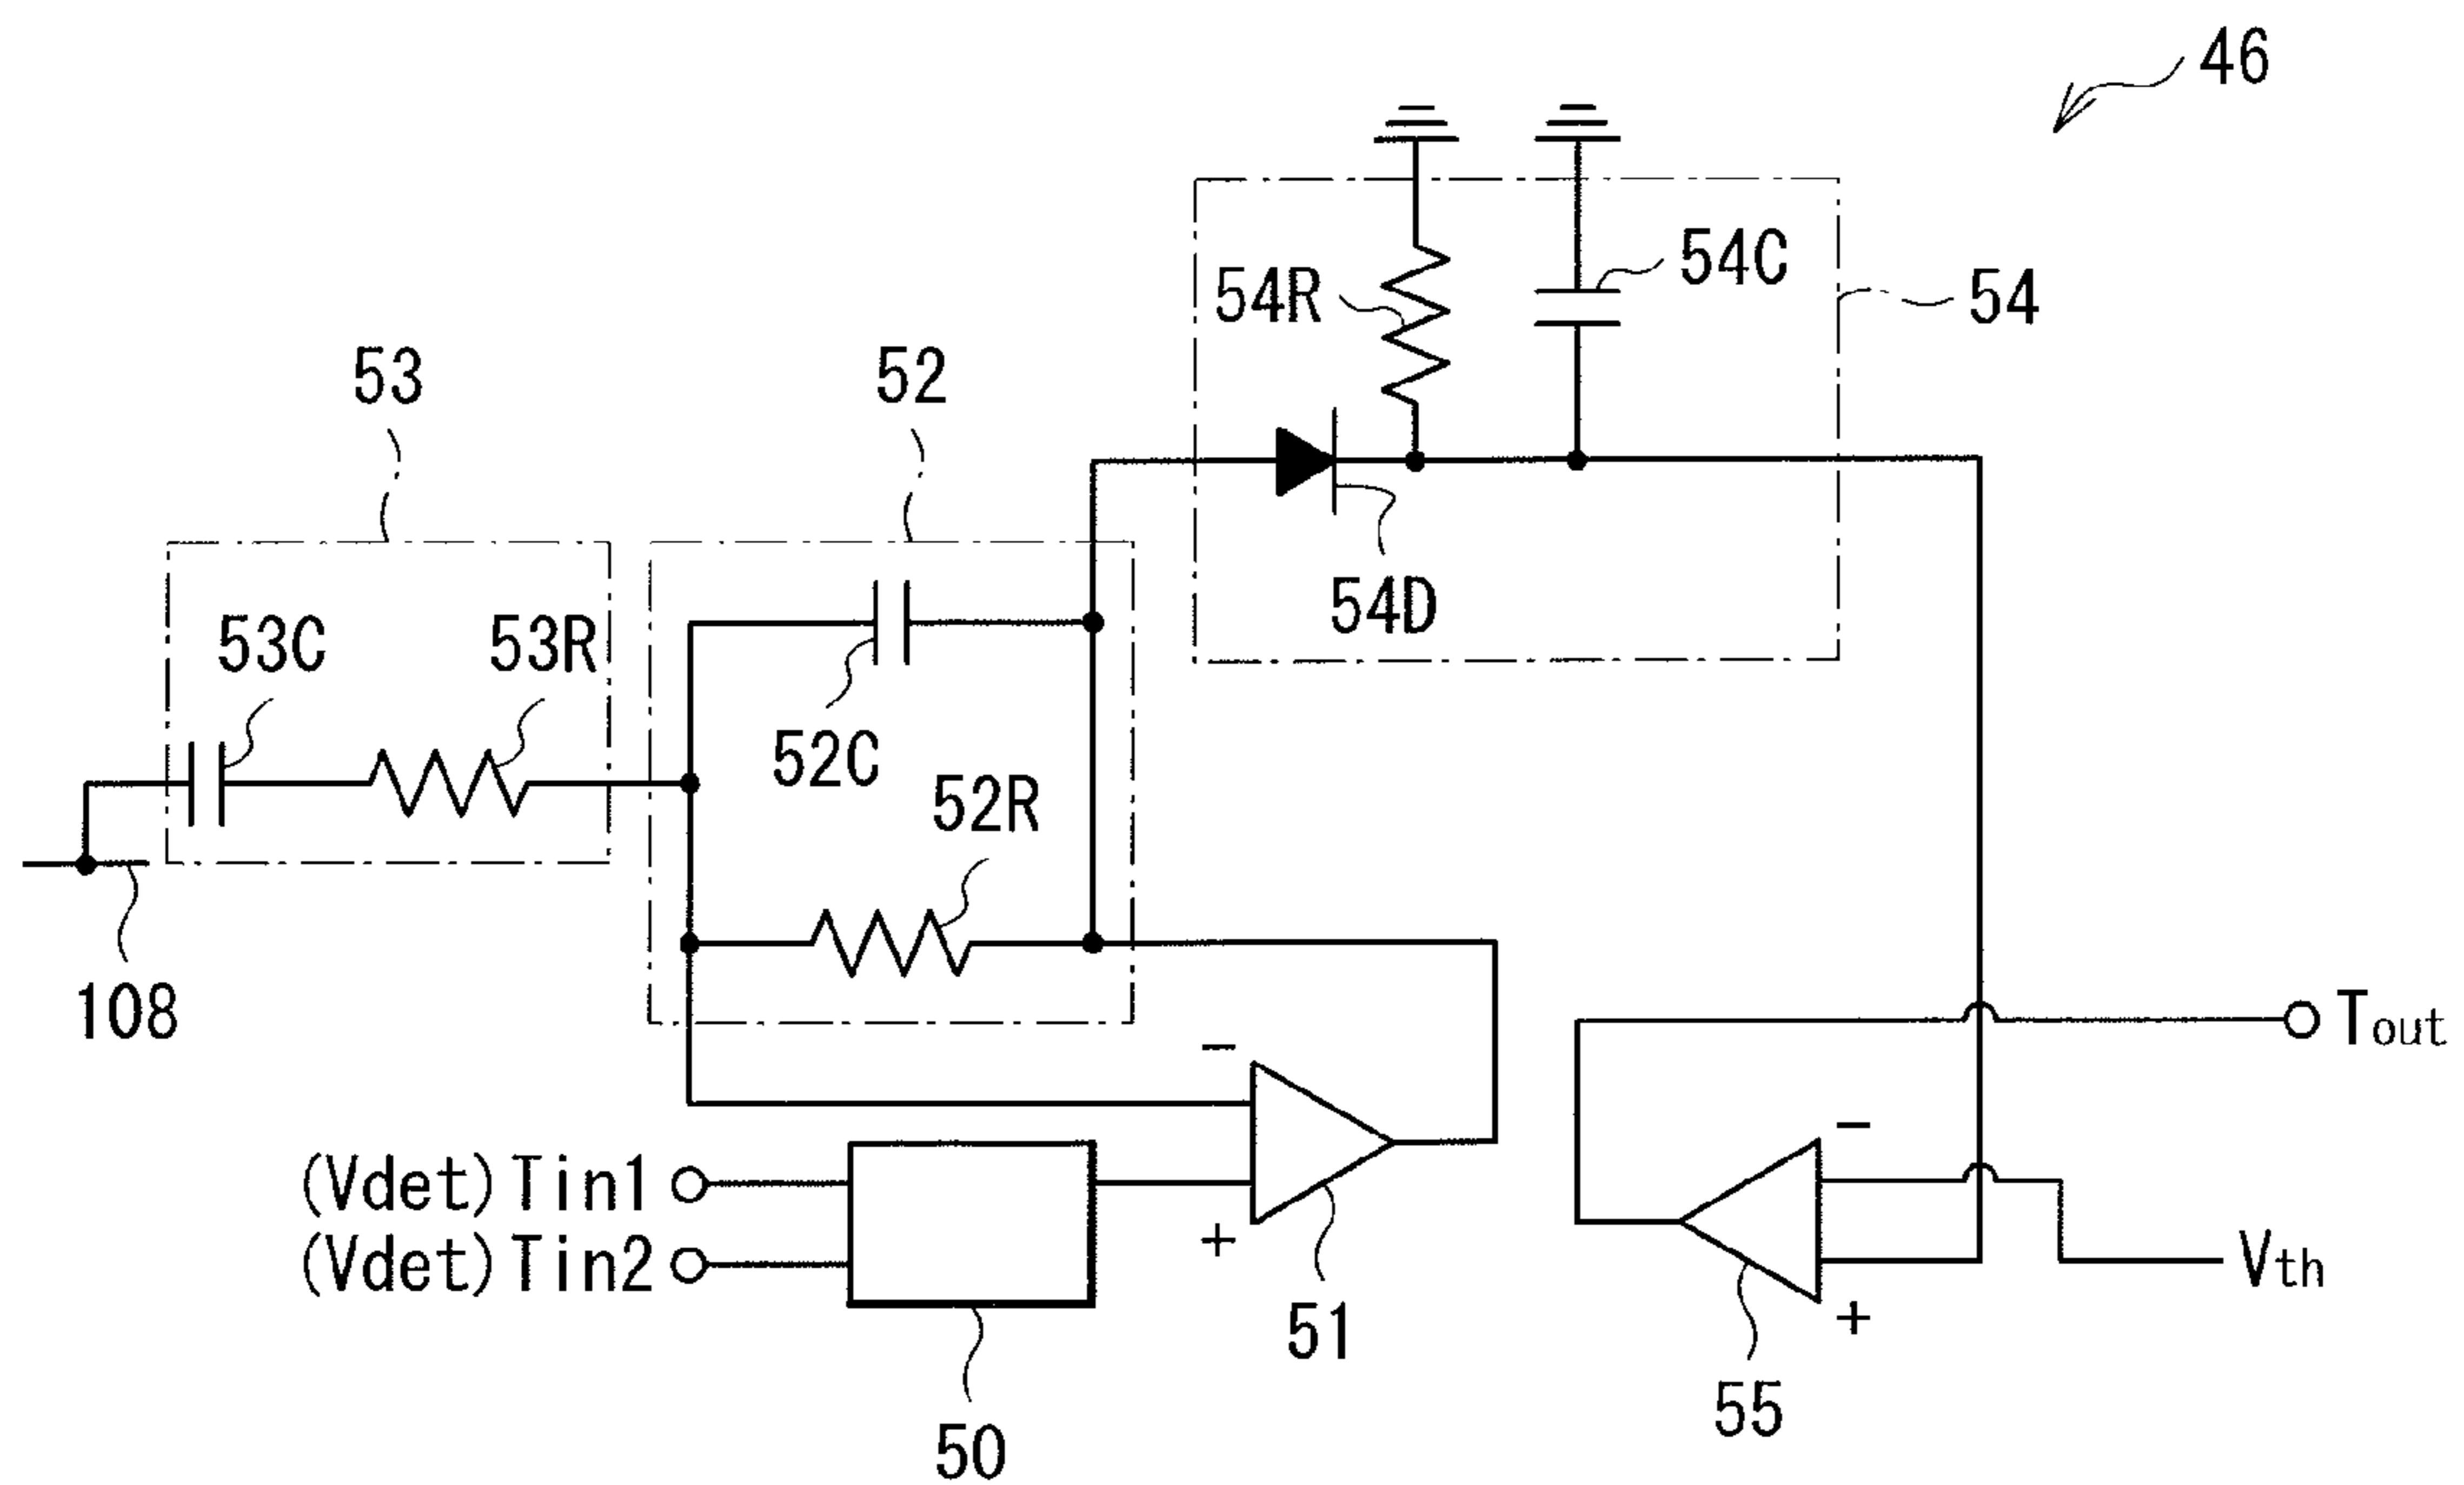 46
54C
54R
54
53
52
54D
53C
53R
52C
52R
108
Tout
−
−
(Vdet)Tin1
+
(Vdet)Tin2
Vth
51
+
55
50